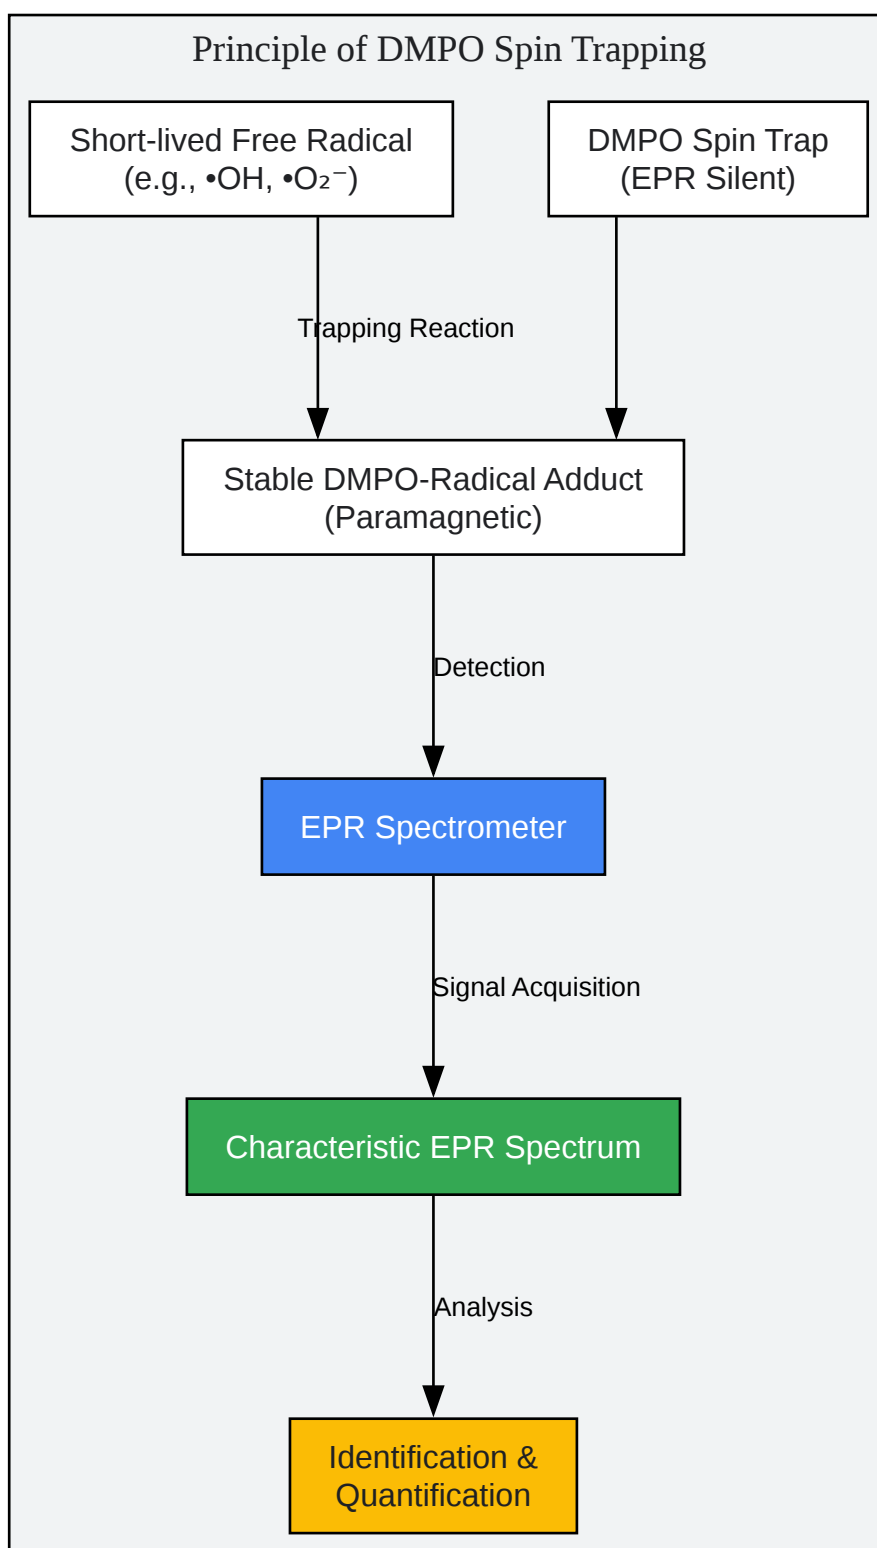 Principle of DMPO Spin Trapping
Short-lived Free Radical
(e.g., •OH, •O₂⁻)
DMPO Spin Trap
(EPR Silent)
Trapping Reaction
Stable DMPO-Radical Adduct
(Paramagnetic)
Detection
EPR Spectrometer
Signal Acquisition
Characteristic EPR Spectrum
Analysis
Identification &
Quantification